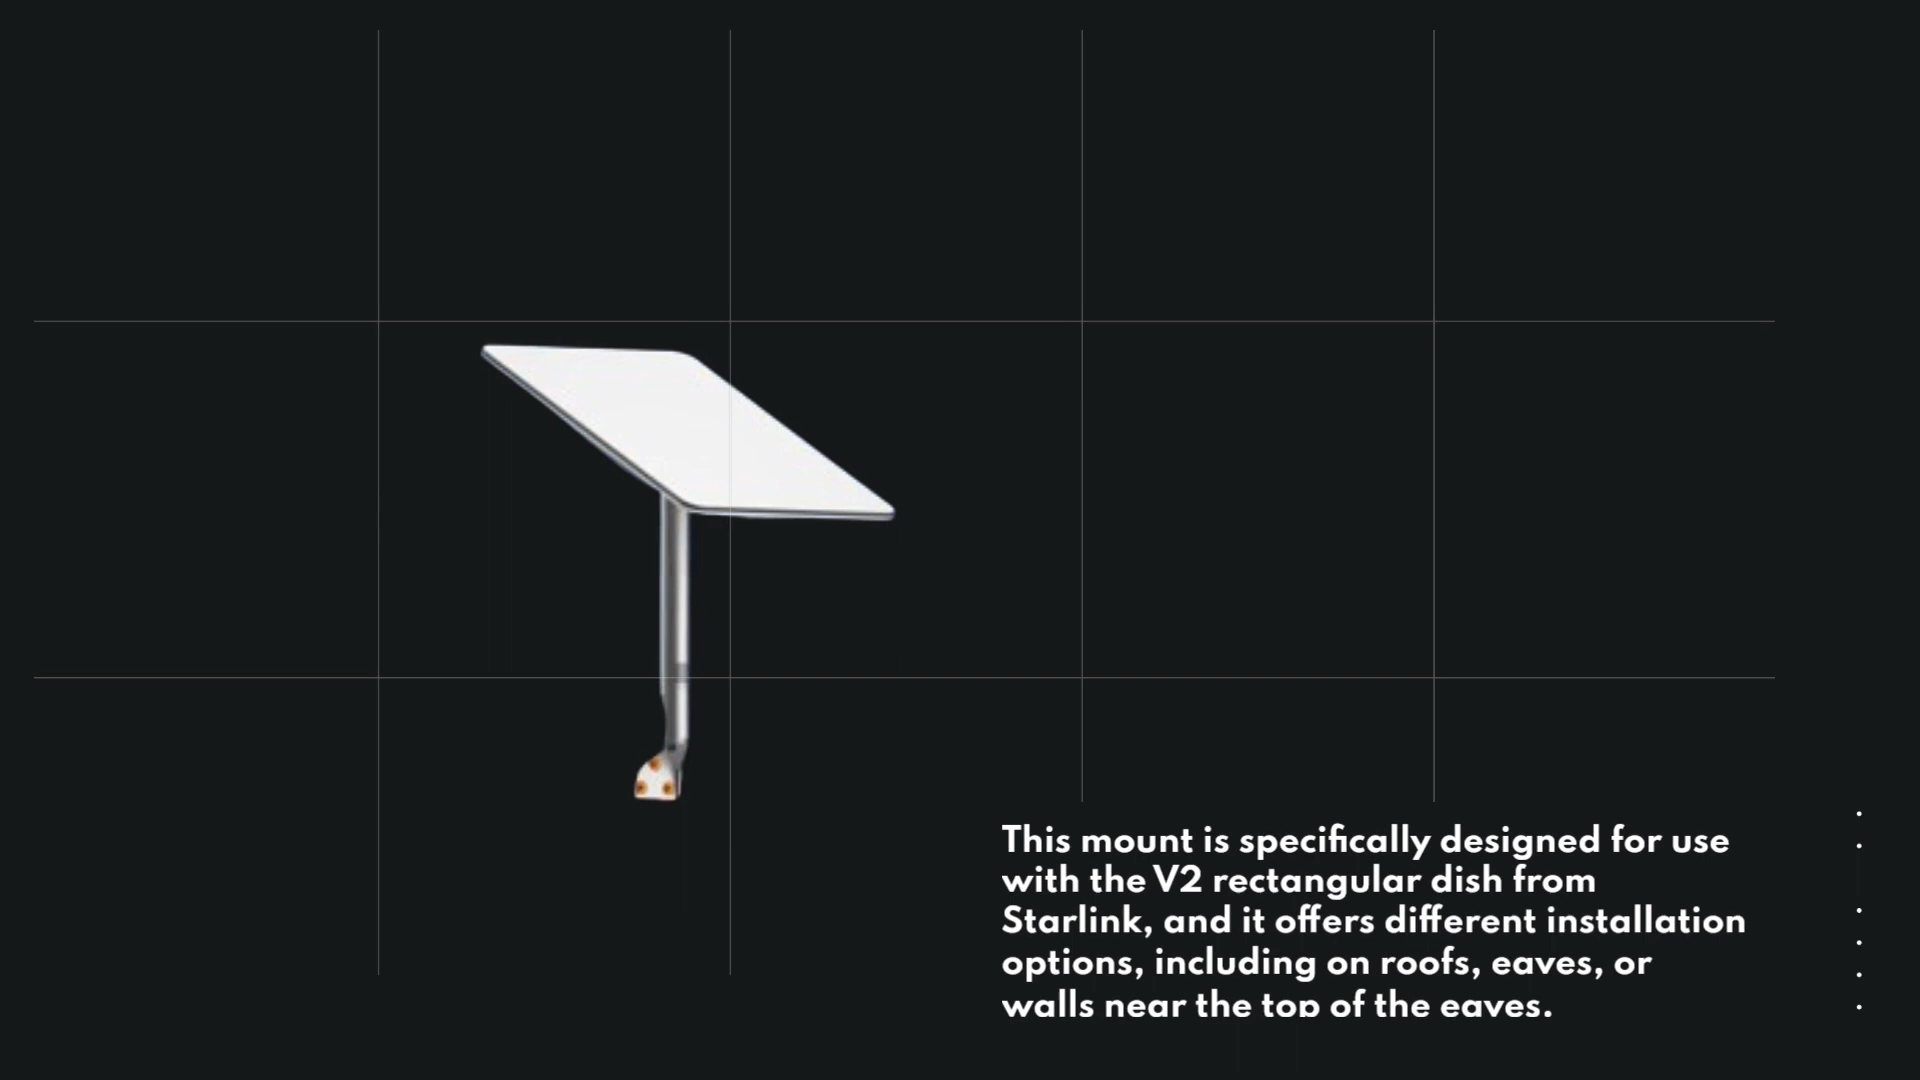 This mount is specifically designed for use
with the V2 rectangular dish from
Starlink, and it offers different installation
options, including on roofs, eaves, or
walls near the top of the eaves.